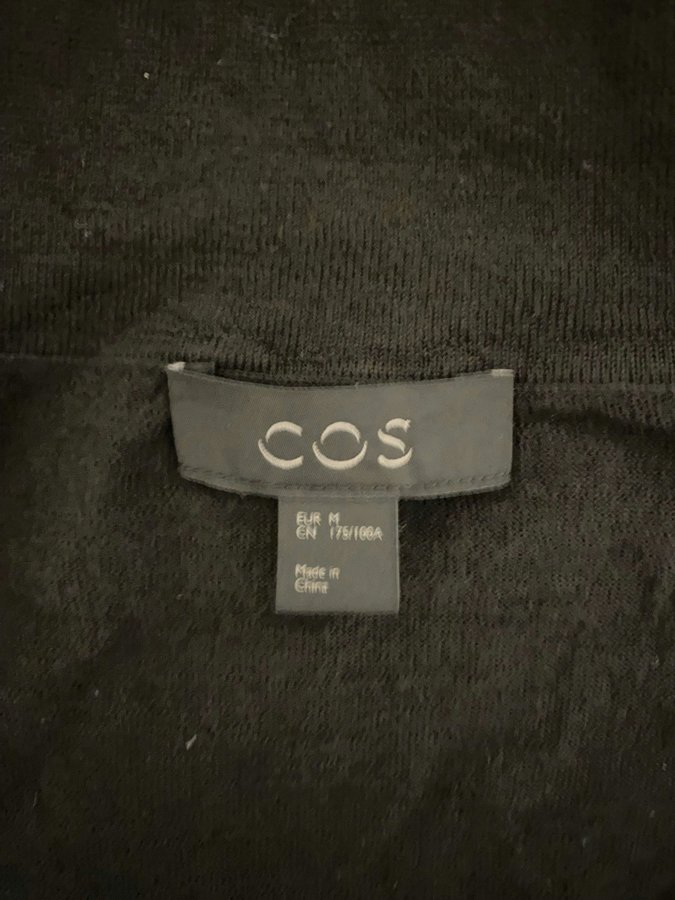 COS
EUR M
CN 175/100A
Made in
China